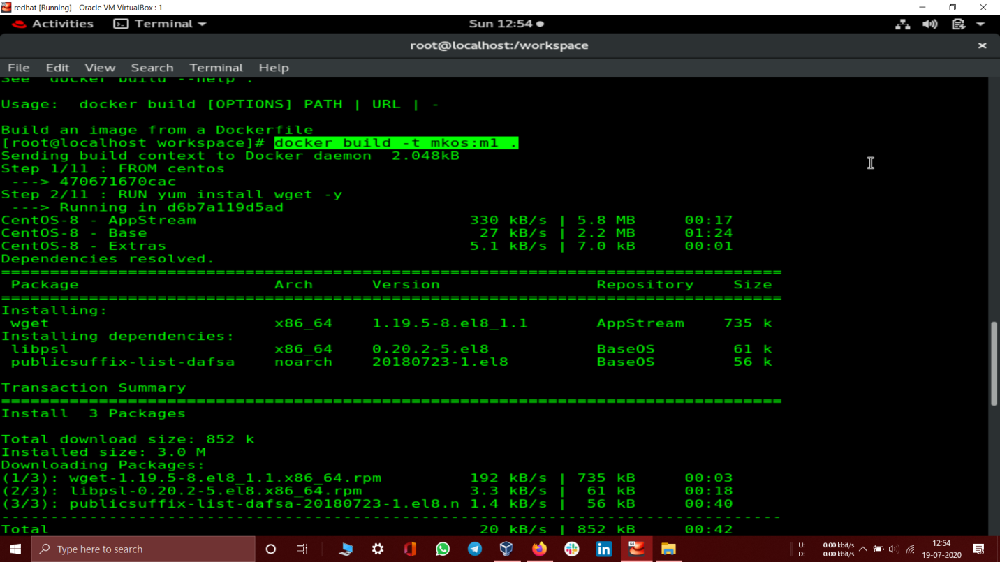 redhat [Running] - Oracle VM VirtualBox : 1
Activities Terminal Sun 12:54
root@localhost:/workspace
File Edit View Search Terminal Help
See 'docker build --help'.
Usage:  docker build [OPTIONS] PATH | URL | -
Build an image from a Dockerfile
[root@localhost workspace]# docker build -t mkos:m1 .
Sending build context to Docker daemon  2.048kB
Step 1/11 : FROM centos
 ---> 470671670cac
Step 2/11 : RUN yum install wget -y
 ---> Running in d6b7a119d5ad
CentOS-8 - AppStream 330 kB/s | 5.8 MB 00:17
CentOS-8 - Base 27 kB/s | 2.2 MB 01:24
CentOS-8 - Extras 5.1 kB/s | 7.0 kB 00:01
Dependencies resolved.
================================================================================
Package Arch Version Repository Size
================================================================================
Installing:
wget x86_64 1.19.5-8.el8_1.1 AppStream 735 k
Installing dependencies:
libpsl x86_64 0.20.2-5.el8 BaseOS 61 k
publicsuffix-list-dafsa noarch 20180723-1.el8 BaseOS 56 k
Transaction Summary
================================================================================
Install  3 Packages
Total download size: 852 k
Installed size: 3.0 M
Downloading Packages:
(1/3): wget-1.19.5-8.el8_1.1.x86_64.rpm 192 kB/s | 735 kB 00:03
(2/3): libpsl-0.20.2-5.el8.x86_64.rpm 3.3 kB/s | 61 kB 00:18
(3/3): publicsuffix-list-dafsa-20180723-1.el8.n 1.4 kB/s | 56 kB 00:40
--------------------------------------------------------------------------------
Total 20 kB/s | 852 kB 00:42
Type here to search
U: 0.00 kbit/s
D: 0.00 kbit/s
12:54
19-07-2020